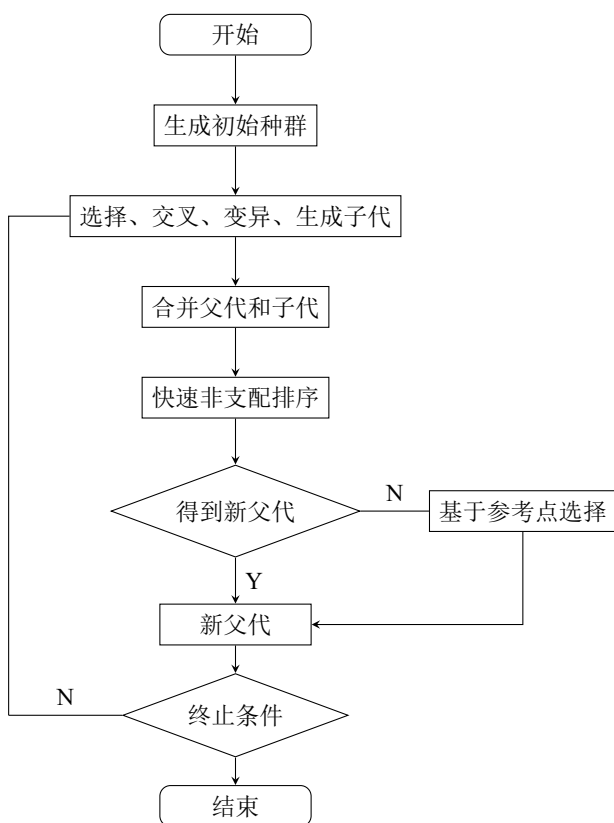 开始
生成初始种群
选择、交叉、变异、生成子代
合并父代和子代
快速非支配排序
得到新父代
N
基于参考点选择
Y
新父代
N
终止条件
结束